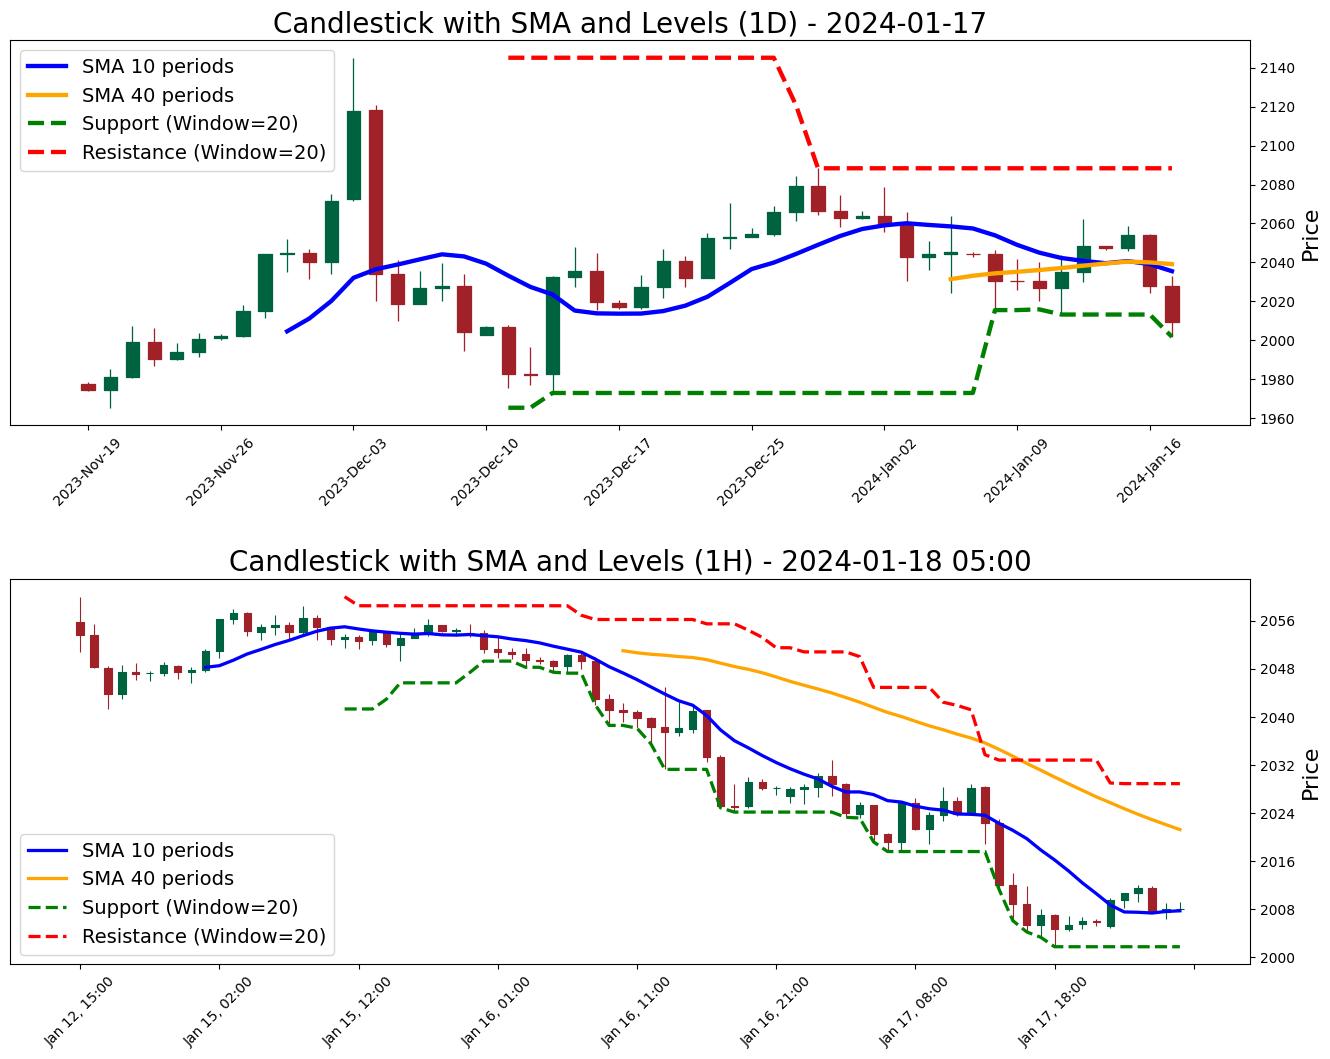 Candlestick with SMA and Levels (1D) - 2024-01-17
SMA 10 periods
SMA 40 periods
Support (Window=20)
Resistance (Window=20)
2140
2120
2100
2080
2060
2040
2020
2000
1980
1960
Price
2023-Nov-19
2023-Nov-26
2023-Dec-03
2023-Dec-10
2023-Dec-17
2023-Dec-25
2024-Jan-02
2024-Jan-09
2024-Jan-16
Candlestick with SMA and Levels (1H) - 2024-01-18 05:00
2056
2048
2040
2032
2024
2016
2008
2000
Price
SMA 10 periods
SMA 40 periods
Support (Window=20)
Resistance (Window=20)
Jan 12, 15:00
Jan 15, 02:00
Jan 15, 12:00
Jan 16, 01:00
Jan 16, 11:00
Jan 16, 21:00
Jan 17, 08:00
Jan 17, 18:00